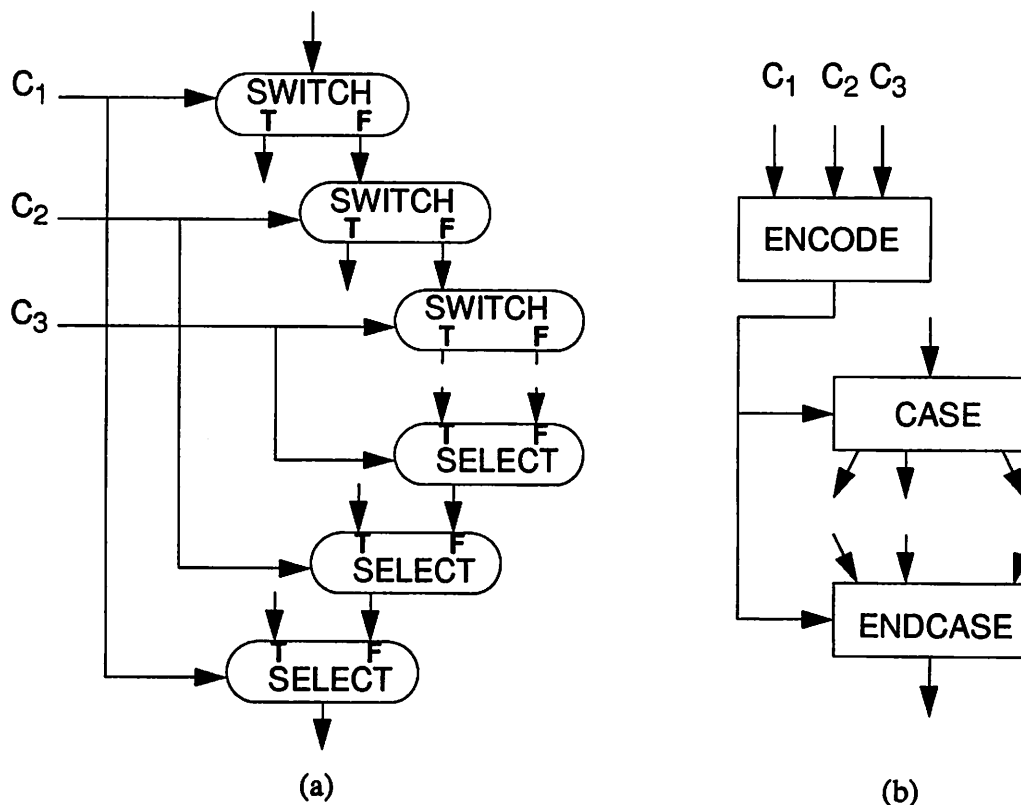 C1
SWITCH
T F
C2
SWITCH
T F
C3
SWITCH
T F
T F
SELECT
T F
SELECT
T F
SELECT
(a)
C1 C2 C3
ENCODE
CASE
ENDCASE
(b)